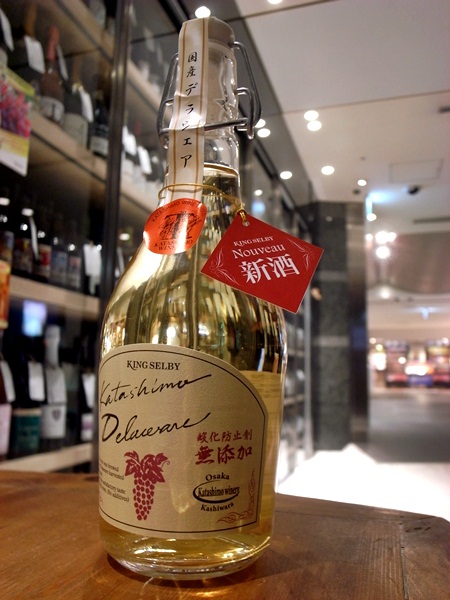 国産デラウェア
KING SELBY
Nouveau
新酒
KING SELBY
Katashimo
Delaware
酸化防止剤
無添加
Osaka
Katashimo winery
Kashiwara